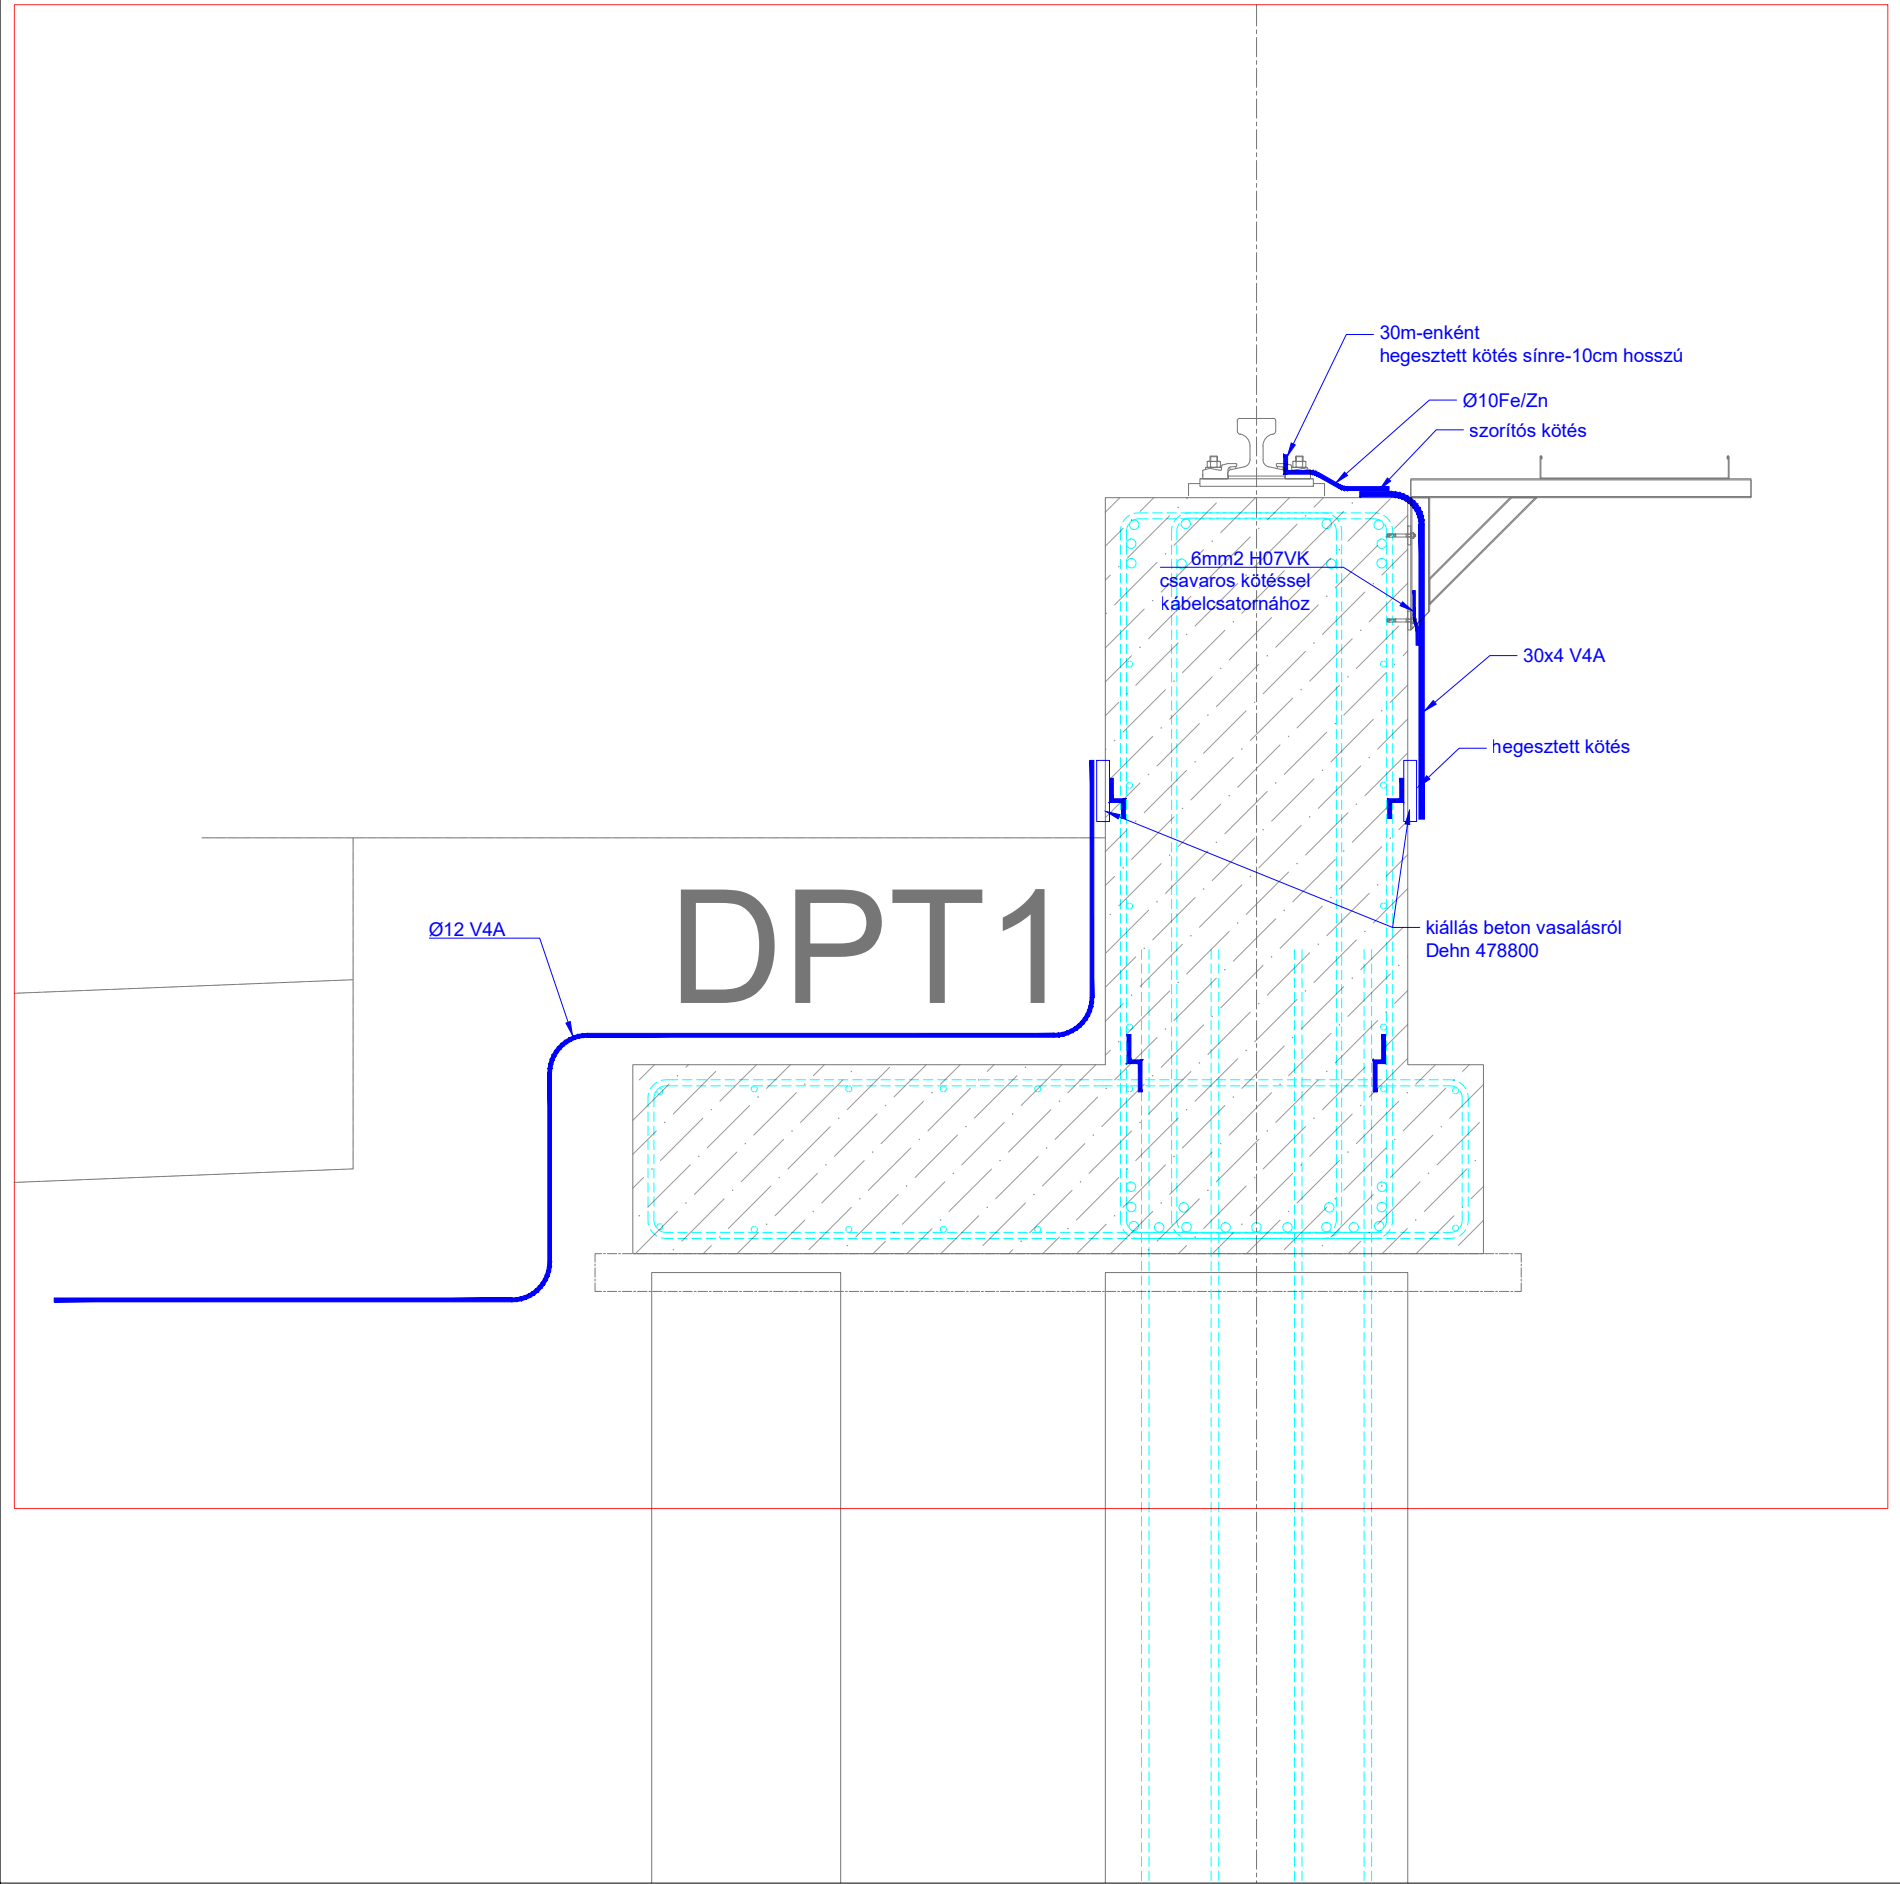 30m-enként
hegesztett kötés sínre-10cm hosszú
Ø10Fe/Zn
szorítós kötés
6mm2 H07VK
csavaros kötéssel
kábelcsatornához
30x4 V4A
hegesztett kötés
DPT1
Ø12 V4A
kiállás beton vasalásról
Dehn 478800